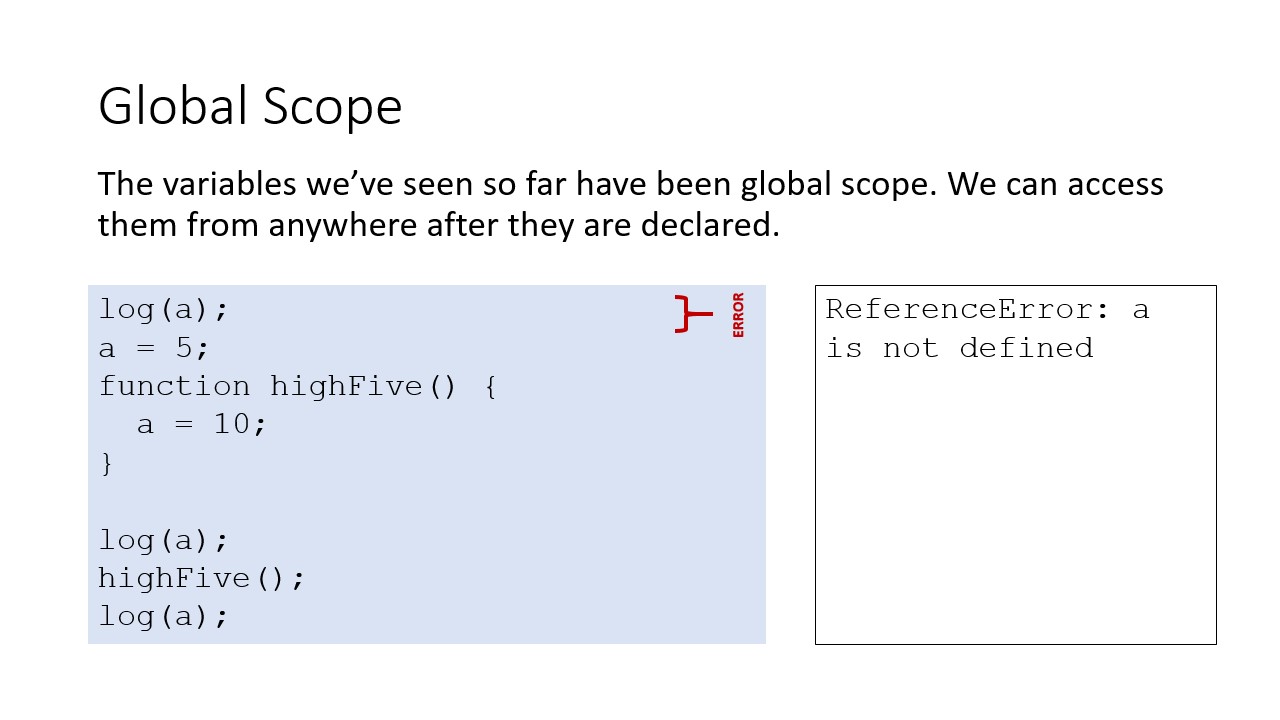 Global Scope
The variables we’ve seen so far have been global scope. We can access
them from anywhere after they are declared.
log(a);
a = 5;
function highFive() {
  a = 10;
}
log(a);
highFive();
log(a);
ERROR
ReferenceError: a
is not defined